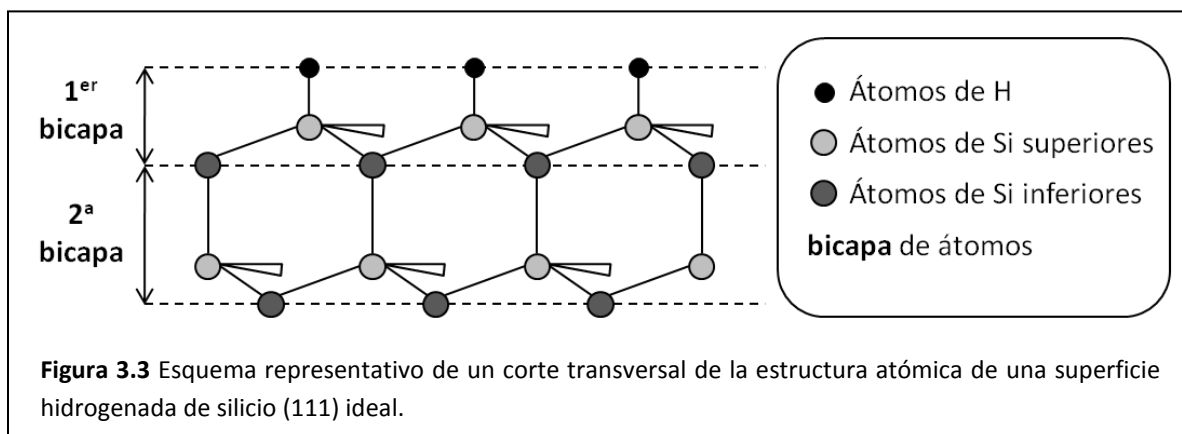 1er
bicapa
2a
bicapa
Átomos de H
Átomos de Si superiores
Átomos de Si inferiores
bicapa de átomos
Figura 3.3 Esquema representativo de un corte transversal de la estructura atómica de una superficie
hidrogenada de silicio (111) ideal.